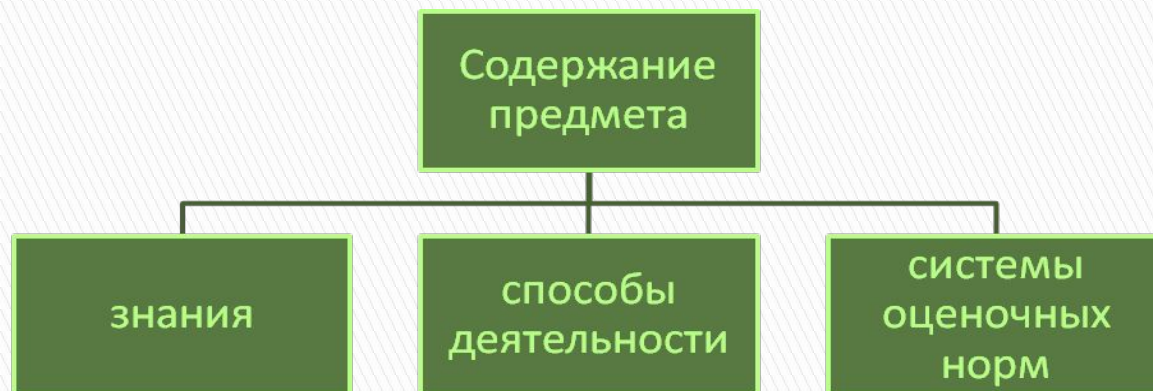 Содержание
предмета
знания
способы
деятельности
системы
оценочных
норм